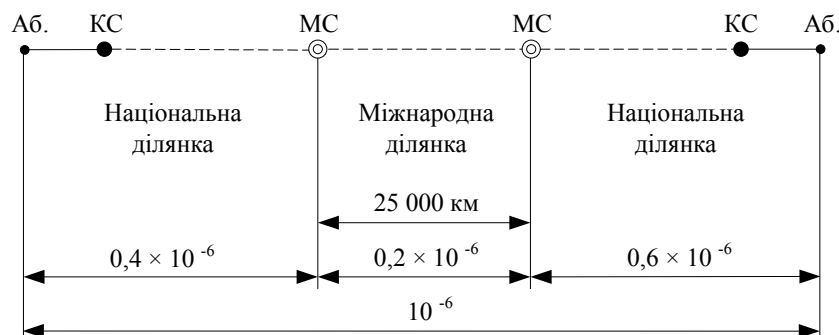 Аб. КС МС МС КС Аб.
Національна ділянка
Міжнародна ділянка
Національна ділянка
25 000 км
0,4 × 10 -6 0,2 × 10 -6 0,6 × 10 -6
10 -6